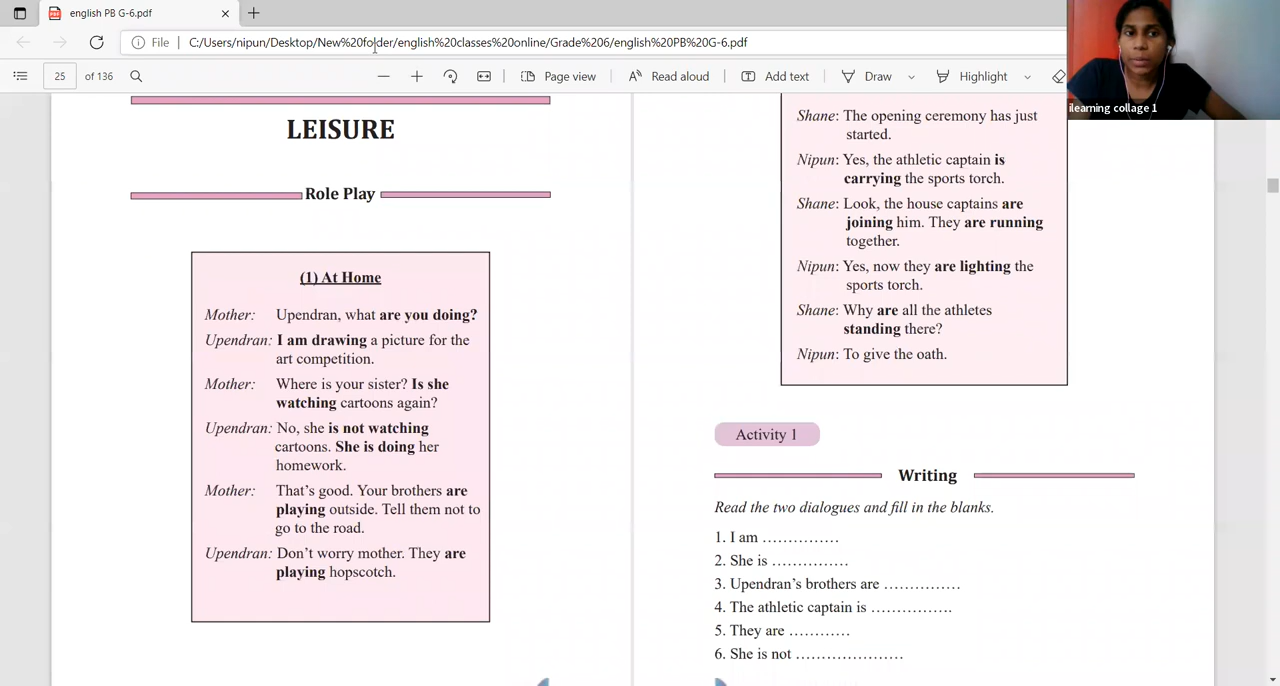 english PB G-6.pdf
File
C:/Users/nipun/Desktop/New%20folder/english%20classes%20online/Grade%206/english%20PB%20G-6.pdf
25 of 136
Page view
Read aloud
Add text
Draw
Highlight
ilearning collage 1
LEISURE
Role Play
(1) At Home
Mother: Upendran, what are you doing?
Upendran: I am drawing a picture for the
art competition.
Mother: Where is your sister? Is she
watching cartoons again?
Upendran: No, she is not watching
cartoons. She is doing her
homework.
Mother: That's good. Your brothers are
playing outside. Tell them not to
go to the road.
Upendran: Don't worry mother. They are
playing hopscotch.
Shane: The opening ceremony has just
started.
Nipun: Yes, the athletic captain is
carrying the sports torch.
Shane: Look, the house captains are
joining him. They are running
together.
Nipun: Yes, now they are lighting the
sports torch.
Shane: Why are all the athletes
standing there?
Nipun: To give the oath.
Activity 1
Writing
Read the two dialogues and fill in the blanks.
1. I am ……………
2. She is ……………
3. Upendran's brothers are ……………
4. The athletic captain is …………….
5. They are …………
6. She is not …………………